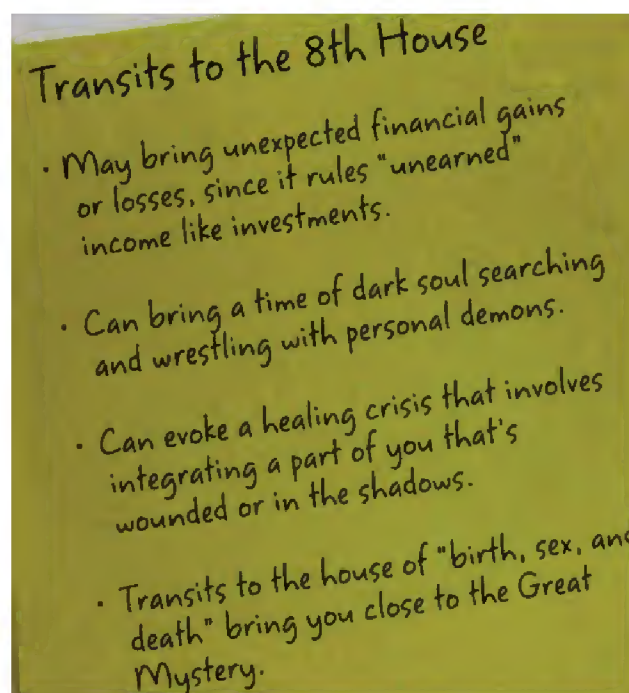 Transits to the 8th House
· May bring unexpected financial gains
or losses, since it rules "unearned"
income like investments.
· Can bring a time of dark soul searching
and wrestling with personal demons.
· Can evoke a healing crisis that involves
integrating a part of you that's
wounded or in the shadows.
· Transits to the house of "birth, sex, and
death" bring you close to the Great
Mystery.